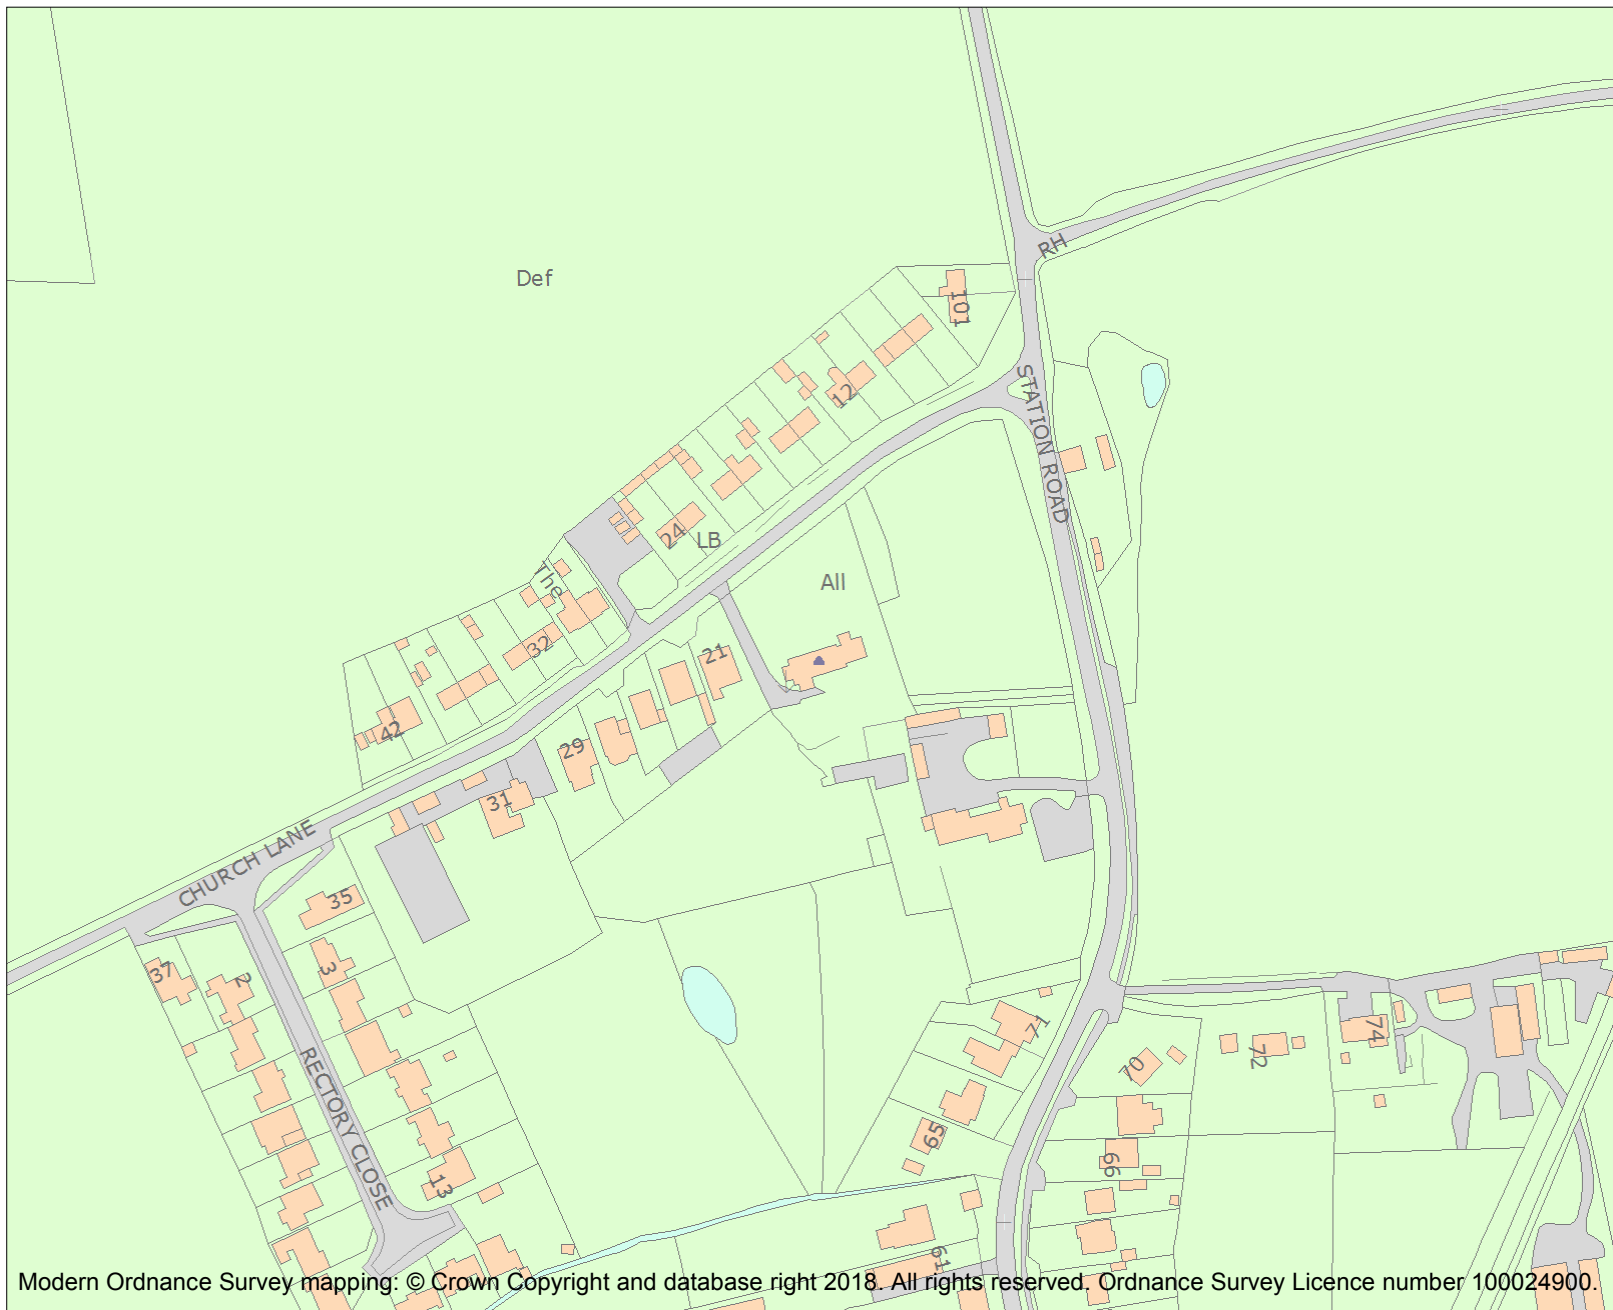 RH
Def
101
STATION ROAD
12
24
LB
The
All
32
21
42
29
31
CHURCH LANE
35
37
2
3
71
74
72
70
RECTORY CLOSE
65
66
13
61
Modern Ordnance Survey mapping: © Crown Copyright and database right 2018. All rights reserved. Ordnance Survey Licence number 100024900.